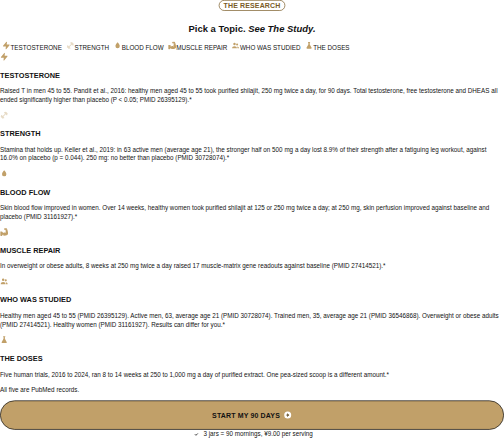 THE RESEARCH
Pick a Topic. See The Study.
TESTOSTERONE STRENGTH BLOOD FLOW MUSCLE REPAIR WHO WAS STUDIED THE DOSES
TESTOSTERONE
Raised T in men 45 to 55. Pandit et al., 2016: healthy men aged 45 to 55 took purified shilajit, 250 mg twice a day, for 90 days. Total testosterone, free testosterone and DHEAS all
ended significantly higher than placebo (P < 0.05; PMID 26395129).*
STRENGTH
Stamina that holds up. Keller et al., 2019: in 63 active men (average age 21), the stronger half on 500 mg a day lost 8.9% of their strength after a fatiguing leg workout, against
16.0% on placebo (p = 0.044). 250 mg: no better than placebo (PMID 30728074).*
BLOOD FLOW
Skin blood flow improved in women. Over 14 weeks, healthy women took purified shilajit at 125 or 250 mg twice a day; at 250 mg, skin perfusion improved against baseline and
placebo (PMID 31161927).*
MUSCLE REPAIR
In overweight or obese adults, 8 weeks at 250 mg twice a day raised 17 muscle-matrix gene readouts against baseline (PMID 27414521).*
WHO WAS STUDIED
Healthy men aged 45 to 55 (PMID 26395129). Active men, 63, average age 21 (PMID 30728074). Trained men, 35, average age 21 (PMID 36546868). Overweight or obese adults
(PMID 27414521). Healthy women (PMID 31161927). Results can differ for you.*
THE DOSES
Five human trials, 2016 to 2024, ran 8 to 14 weeks at 250 to 1,000 mg a day of purified extract. One pea-sized scoop is a different amount.*
All five are PubMed records.
START MY 90 DAYS
3 jars = 90 mornings, ¥9.00 per serving